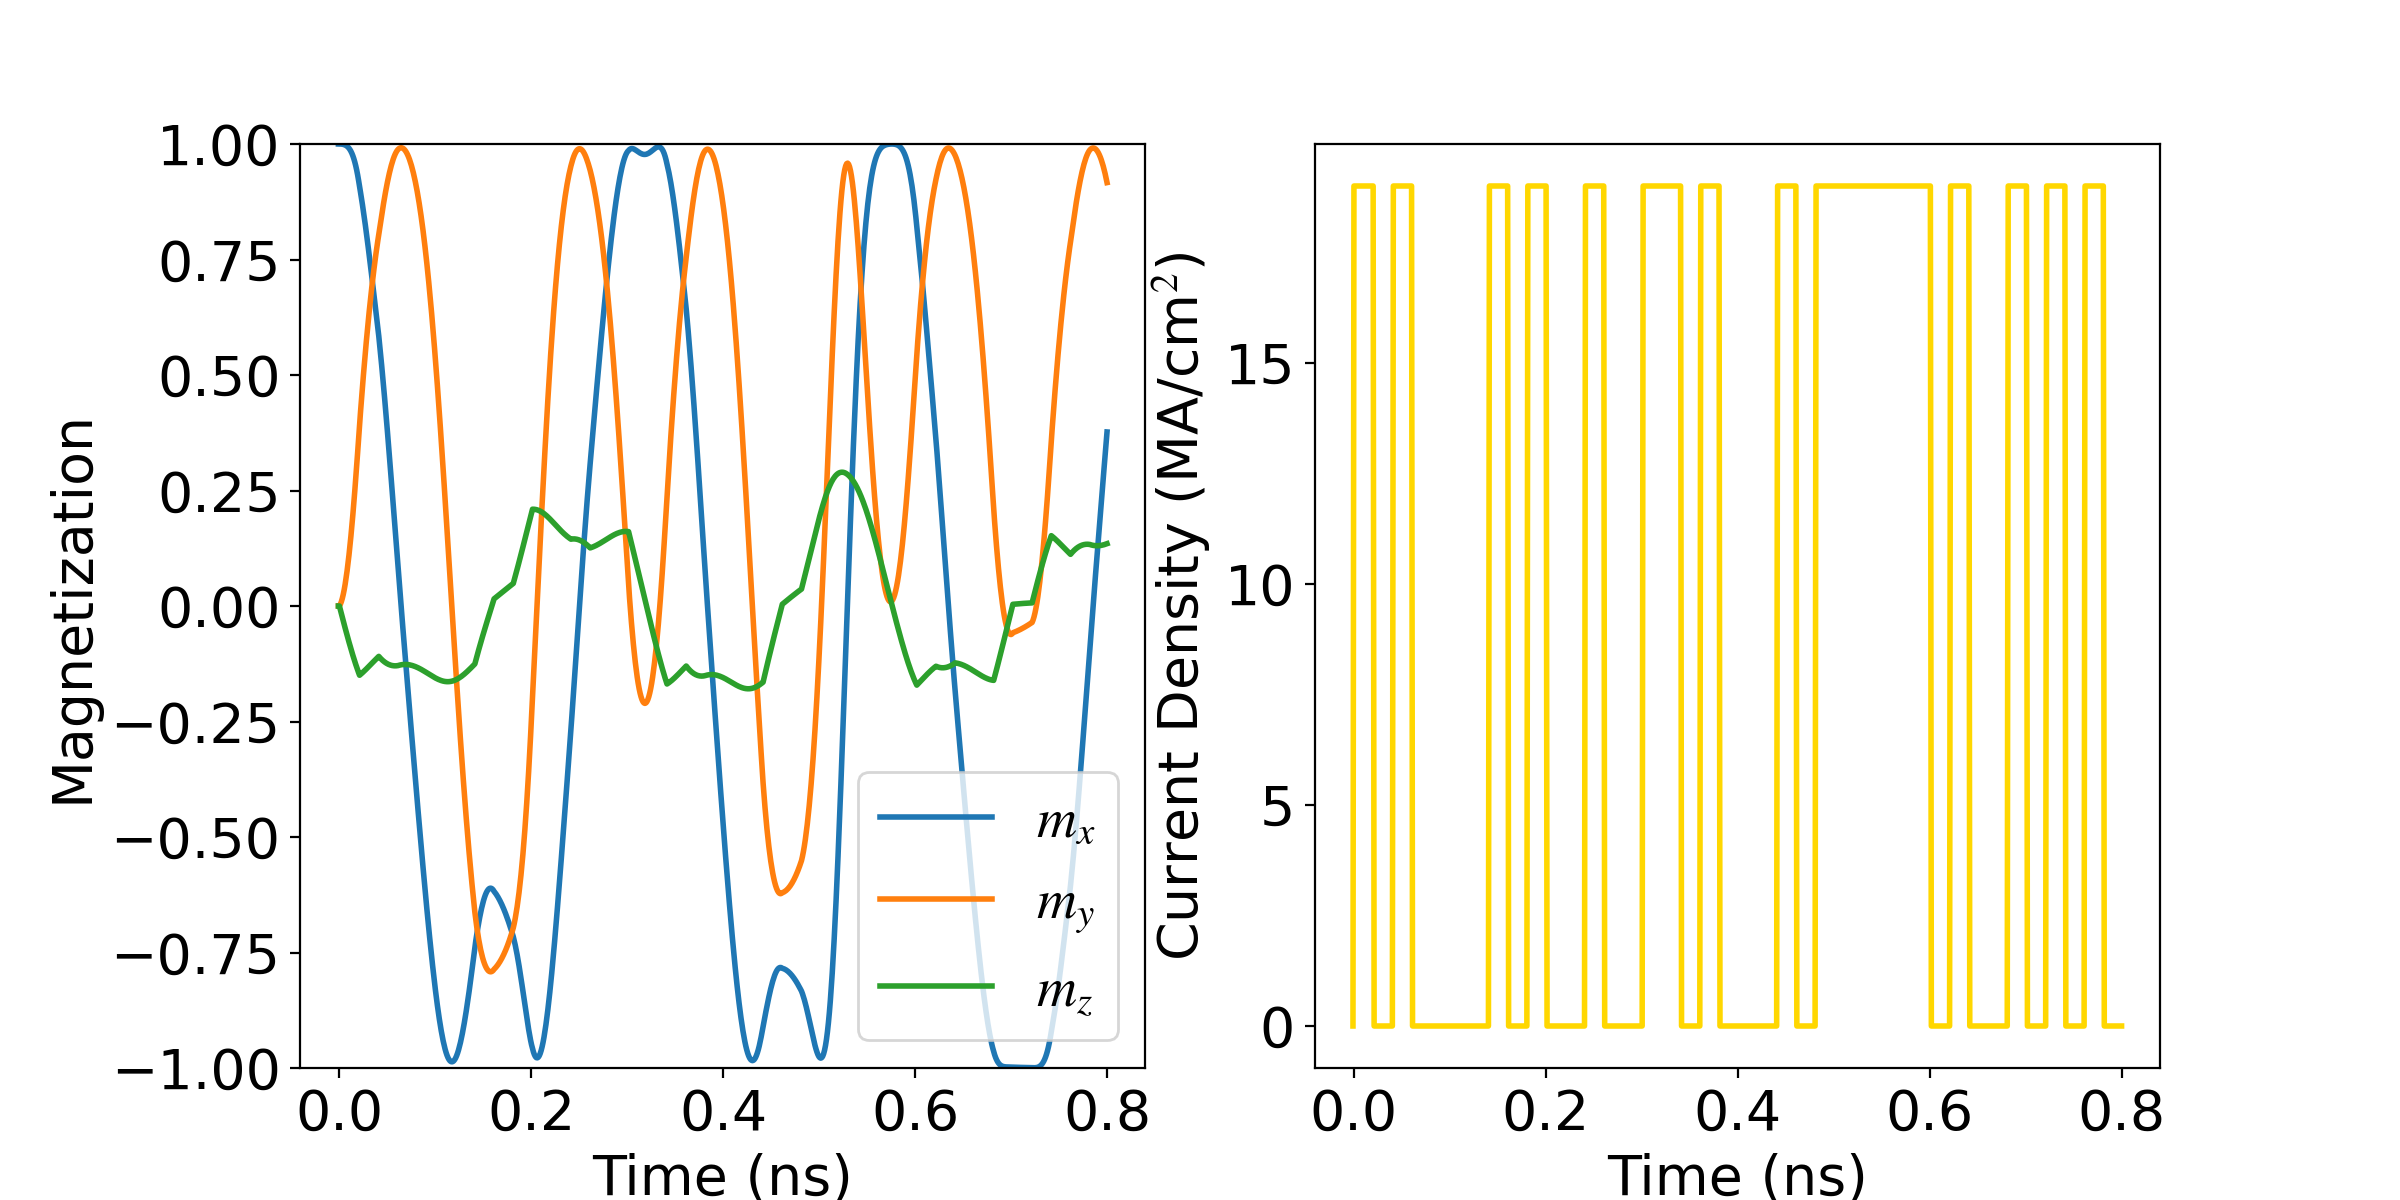 Magnetization
1.00
0.75
0.50
0.25
0.00
−0.25
−0.50
−0.75
−1.00
0.0 0.2 0.4 0.6 0.8
Time (ns)
m_x
m_y
m_z
Current Density (MA/cm²)
15
10
5
0
0.0 0.2 0.4 0.6 0.8
Time (ns)